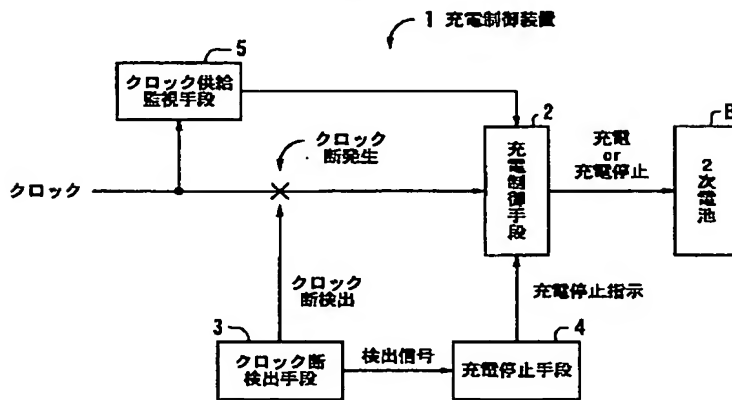 1 充電制御装置
5
クロック供給
監視手段
クロック
断発生
2
充電制御手段
充電
or
充電停止
B
2次電池
クロック
クロック
断検出
充電停止指示
3
クロック断
検出手段
検出信号
4
充電停止手段